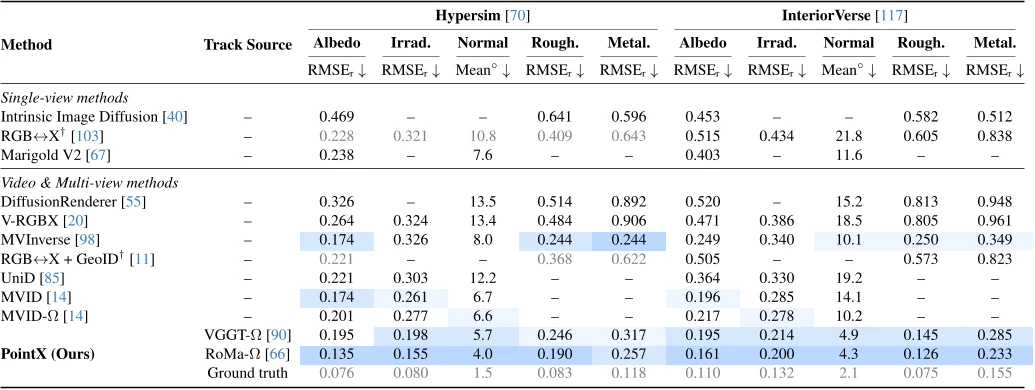 Hypersim [70] InteriorVerse [117]
Method Track Source Albedo Irrad. Normal Rough. Metal. Albedo Irrad. Normal Rough. Metal.
RMSEr ↓ RMSEr ↓ Mean° ↓ RMSEr ↓ RMSEr ↓ RMSEr ↓ RMSEr ↓ Mean° ↓ RMSEr ↓ RMSEr ↓
Single-view methods
Intrinsic Image Diffusion [40] – 0.469 – – 0.641 0.596 0.453 – – 0.582 0.512
RGB↔X† [103] – 0.228 0.321 10.8 0.409 0.643 0.515 0.434 21.8 0.605 0.838
Marigold V2 [67] – 0.238 – 7.6 – – 0.403 – 11.6 – –
Video & Multi-view methods
DiffusionRenderer [55] – 0.326 – 13.5 0.514 0.892 0.520 – 15.2 0.813 0.948
V-RGBX [20] – 0.264 0.324 13.4 0.484 0.906 0.471 0.386 18.5 0.805 0.961
MVInverse [98] – 0.174 0.326 8.0 0.244 0.244 0.249 0.340 10.1 0.250 0.349
RGB↔X + GeoID† [11] – 0.221 – – 0.368 0.622 0.505 – – 0.573 0.823
UniD [85] – 0.221 0.303 12.2 – – 0.364 0.330 19.2 – –
MVID [14] – 0.174 0.261 6.7 – – 0.196 0.285 14.1 – –
MVID-Ω [14] – 0.201 0.277 6.6 – – 0.217 0.278 10.2 – –
VGGT-Ω [90] 0.195 0.198 5.7 0.246 0.317 0.195 0.214 4.9 0.145 0.285
PointX (Ours) RoMa-Ω [66] 0.135 0.155 4.0 0.190 0.257 0.161 0.200 4.3 0.126 0.233
Ground truth 0.076 0.080 1.5 0.083 0.118 0.110 0.132 2.1 0.075 0.155